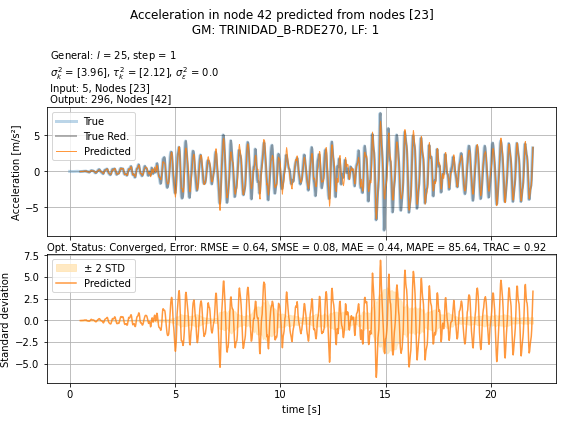 Acceleration in node 42 predicted from nodes [23]
GM: TRINIDAD_B-RDE270, LF: 1
General: l = 25, step = 1
σ²ₖ = [3.96], τ²ₖ = [2.12], σ²ₑ = 0.0
Input: 5, Nodes [23]
Output: 296, Nodes [42]
True
True Red.
Predicted
Acceleration [m/s²]
5
0
−5
Opt. Status: Converged, Error: RMSE = 0.64, SMSE = 0.08, MAE = 0.44, MAPE = 85.64, TRAC = 0.92
± 2 STD
Predicted
Standard deviation
7.5
5.0
2.5
0.0
−2.5
−5.0
0 5 10 15 20
time [s]